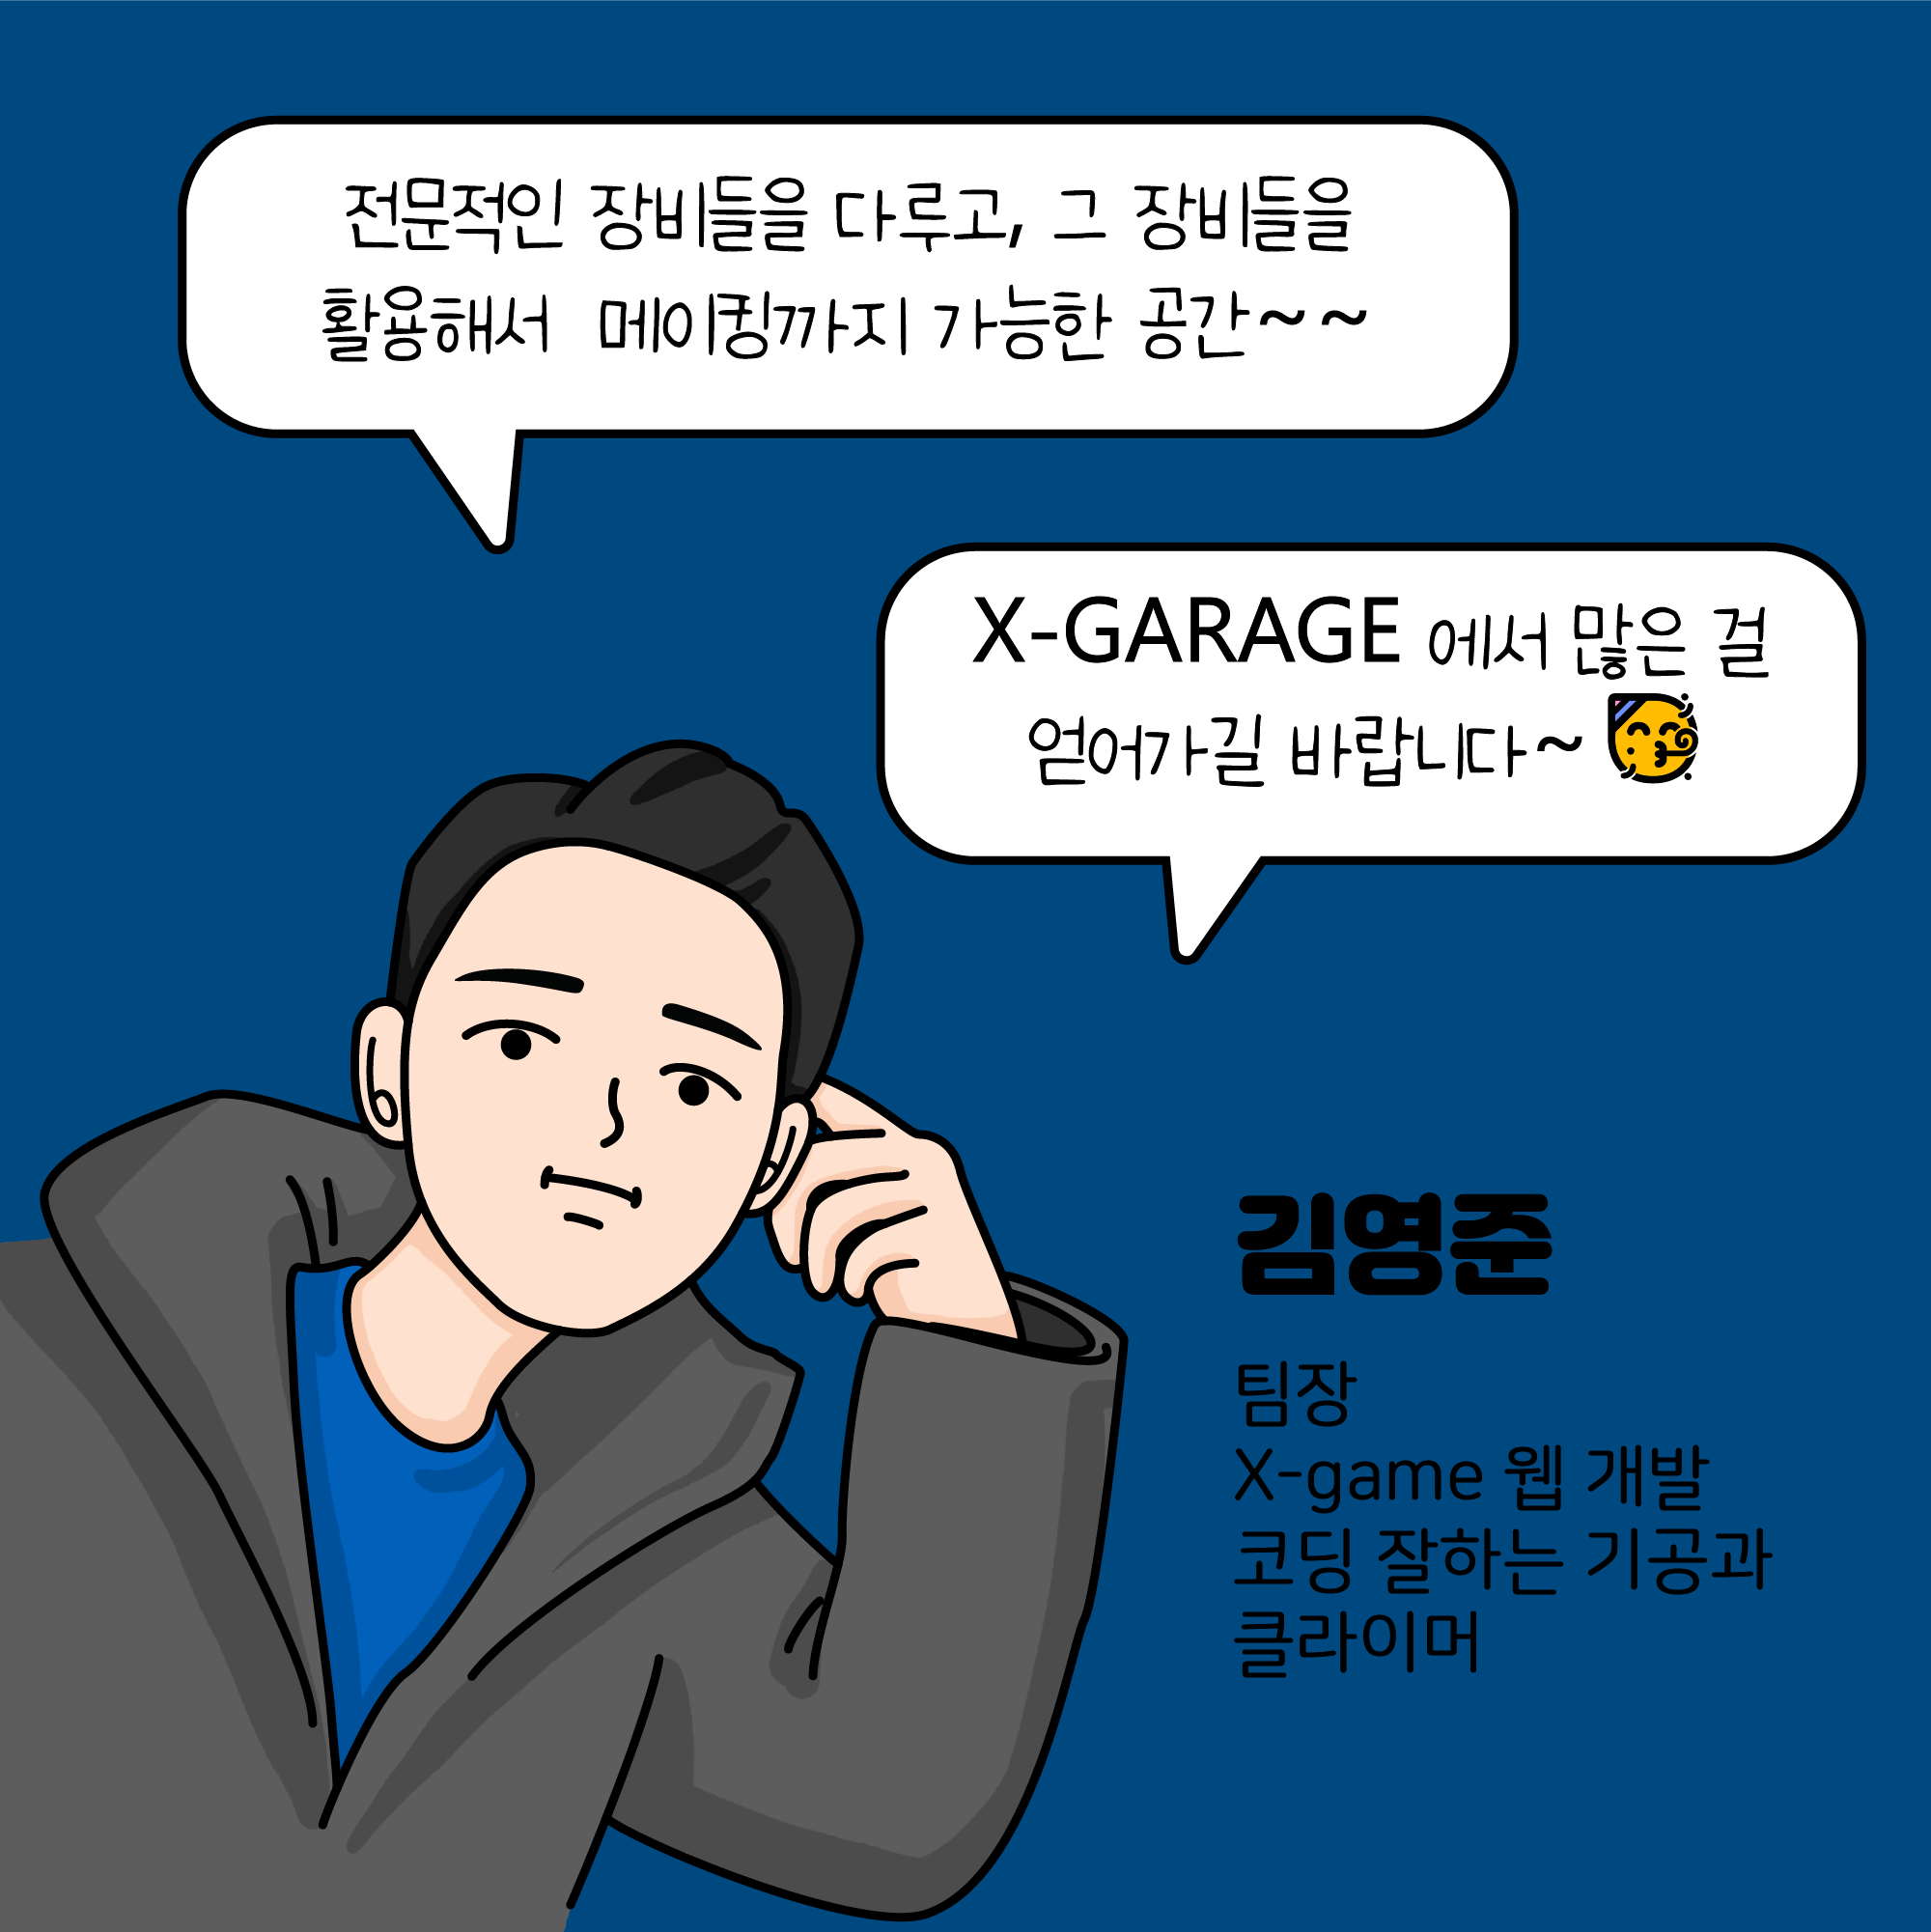 전문적인 장비들을 다루고, 그 장비들을
활용해서 메이킹까지 가능한 공간~~
X-GARAGE 에서 많은 걸
얻어가길 바랍니다~
김영준
팀장
X-game 웹 개발
코딩 잘하는 기공과
클라이머